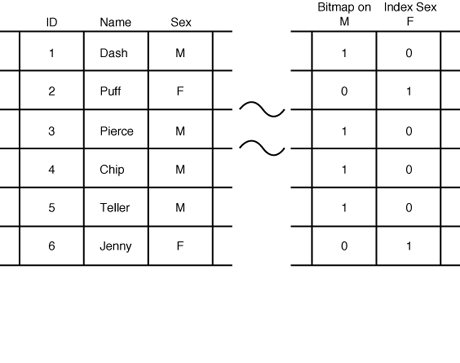 Bitmap on Index Sex
ID Name Sex M F
1 Dash M 1 0
2 Puff F 0 1
3 Pierce M 1 0
4 Chip M 1 0
5 Teller M 1 0
6 Jenny F 0 1